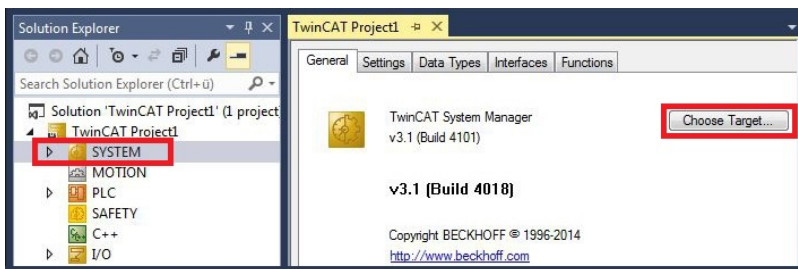 Solution Explorer
Search Solution Explorer (Ctrl+ü)
Solution 'TwinCAT Project1' (1 project
TwinCAT Project1
SYSTEM
MOTION
PLC
SAFETY
C++
I/O
TwinCAT Project1
General Settings Data Types Interfaces Functions
TwinCAT System Manager
v3.1 (Build 4101)
Choose Target...
v3.1 (Build 4018)
Copyright BECKHOFF © 1996-2014
http://www.beckhoff.com